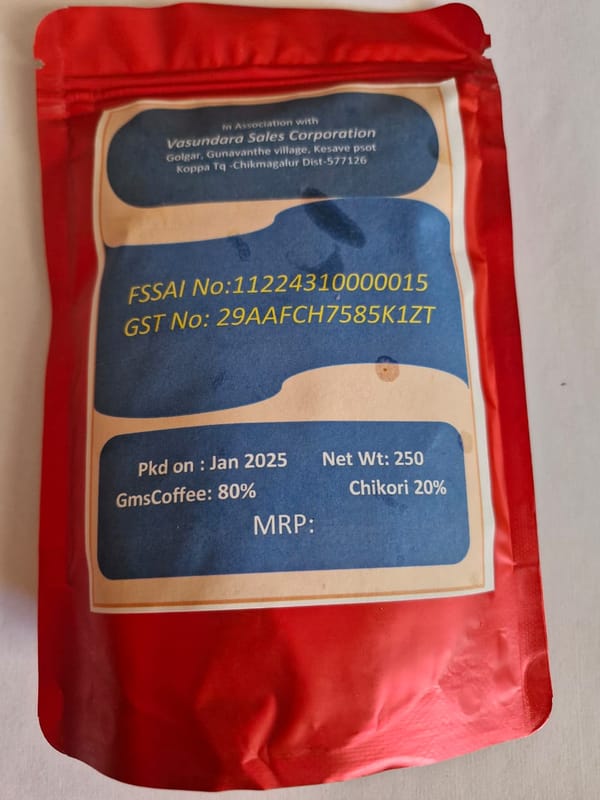 In Association with
Vasundara Sales Corporation
Golgar, Gunavanthe village, Kesave psot
Koppa Tq -Chikmagalur Dist-577126
FSSAI No:11224310000015
GST No: 29AAFCH7585K1ZT
Pkd on : Jan 2025 Net Wt: 250
GmsCoffee: 80% Chikori 20%
MRP: